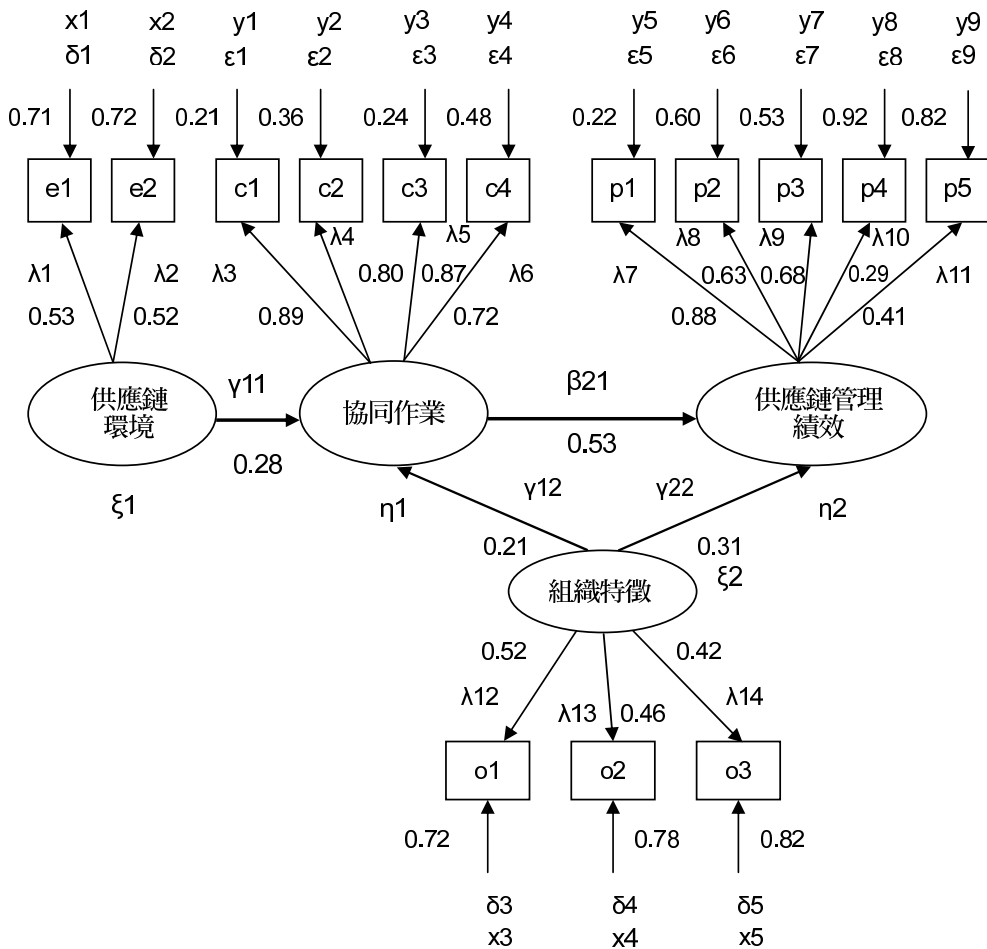 x1 x2 y1 y2 y3 y4 y5 y6 y7 y8 y9
δ1 δ2 ε1 ε2 ε3 ε4 ε5 ε6 ε7 ε8 ε9
0.71 0.72 0.21 0.36 0.24 0.48 0.22 0.60 0.53 0.92 0.82
e1 e2 c1 c2 c3 c4 p1 p2 p3 p4 p5
λ4 λ5 λ8 λ9 λ10
λ1 λ2 λ3 0.80 0.87 λ6 λ7 0.63 0.68 0.29 λ11
0.53 0.52 0.89 0.72 0.88 0.41
γ11 β21
供應鏈
環境
協同作業
供應鏈管理
績效
0.28 0.53
ξ1 η1 γ12 γ22 η2
0.21 0.31
ξ2
組織特徵
0.52 0.42
λ12 λ13 0.46 λ14
o1 o2 o3
0.72 0.78 0.82
δ3 δ4 δ5
x3 x4 x5